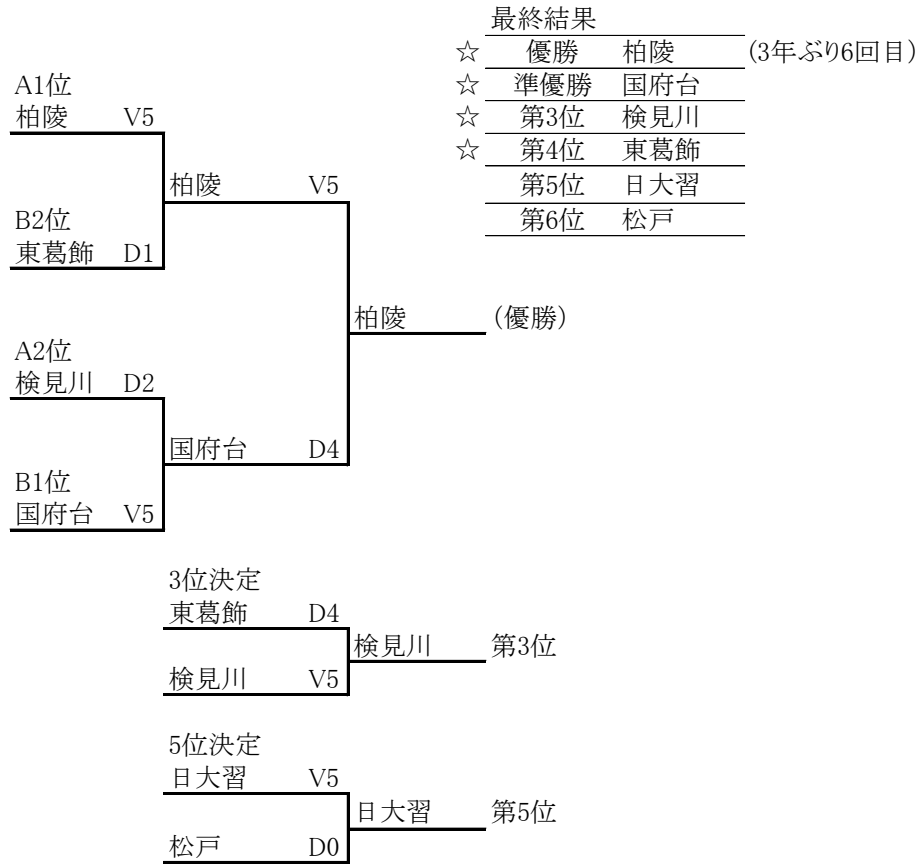 最終結果
☆ 優勝 柏陵 (3年ぶり6回目)
☆ 準優勝 国府台
☆ 第3位 検見川
☆ 第4位 東葛飾
第5位 日大習
第6位 松戸
A1位
柏陵 V5
柏陵 V5
B2位
東葛飾 D1
柏陵 (優勝)
A2位
検見川 D2
国府台 D4
B1位
国府台 V5
3位決定
東葛飾 D4
検見川 第3位
検見川 V5
5位決定
日大習 V5
日大習 第5位
松戸 D0